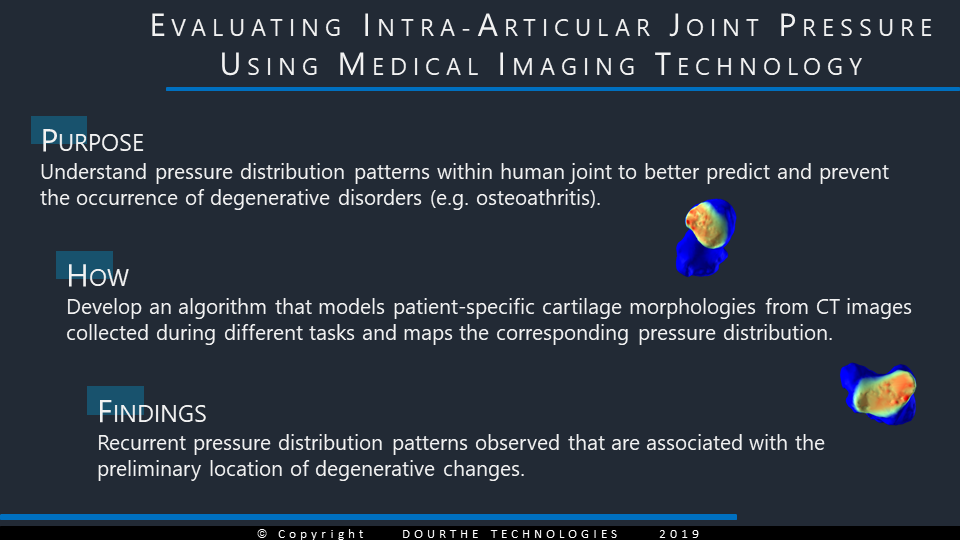 Evaluating Intra-Articular Joint Pressure
Using Medical Imaging Technology
Purpose
Understand pressure distribution patterns within human joint to better predict and prevent
the occurrence of degenerative disorders (e.g. osteoathritis).
How
Develop an algorithm that models patient-specific cartilage morphologies from CT images
collected during different tasks and maps the corresponding pressure distribution.
Findings
Recurrent pressure distribution patterns observed that are associated with the
preliminary location of degenerative changes.
© Copyright DOURTHE TECHNOLOGIES 2019